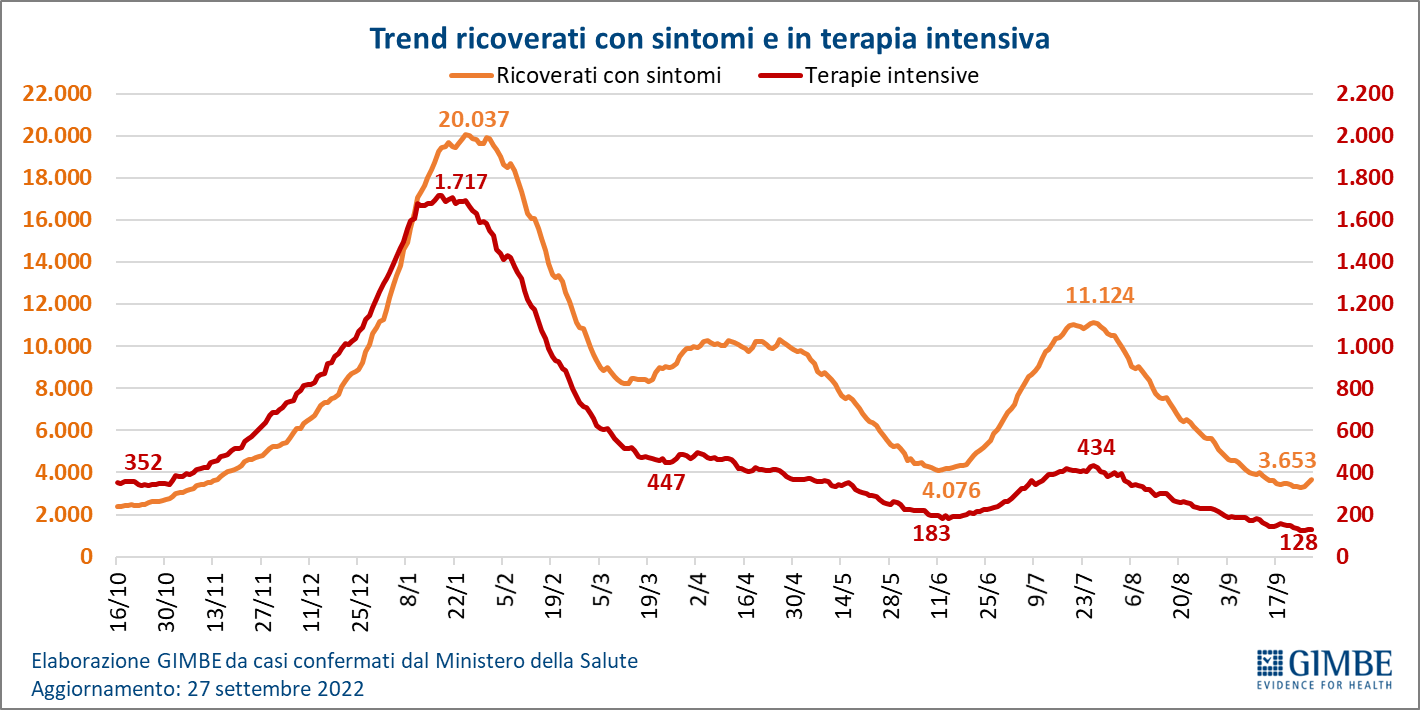 Trend ricoverati con sintomi e in terapia intensiva
Ricoverati con sintomi Terapie intensive
22.000 2.200
20.000 20.037 2.000
18.000 1.717 1.800
16.000 1.600
14.000 1.400
12.000 11.124 1.200
10.000 1.000
8.000 800
6.000 600
4.000 352 447 434 3.653 400
2.000 183 4.076 128 200
0 0
16/10 30/10 13/11 27/11 11/12 25/12 8/1 22/1 5/2 19/2 5/3 19/3 2/4 16/4 30/4 14/5 28/5 11/6 25/6 9/7 23/7 6/8 20/8 3/9 17/9
Elaborazione GIMBE da casi confermati dal Ministero della Salute
Aggiornamento: 27 settembre 2022
GIMBE
EVIDENCE FOR HEALTH